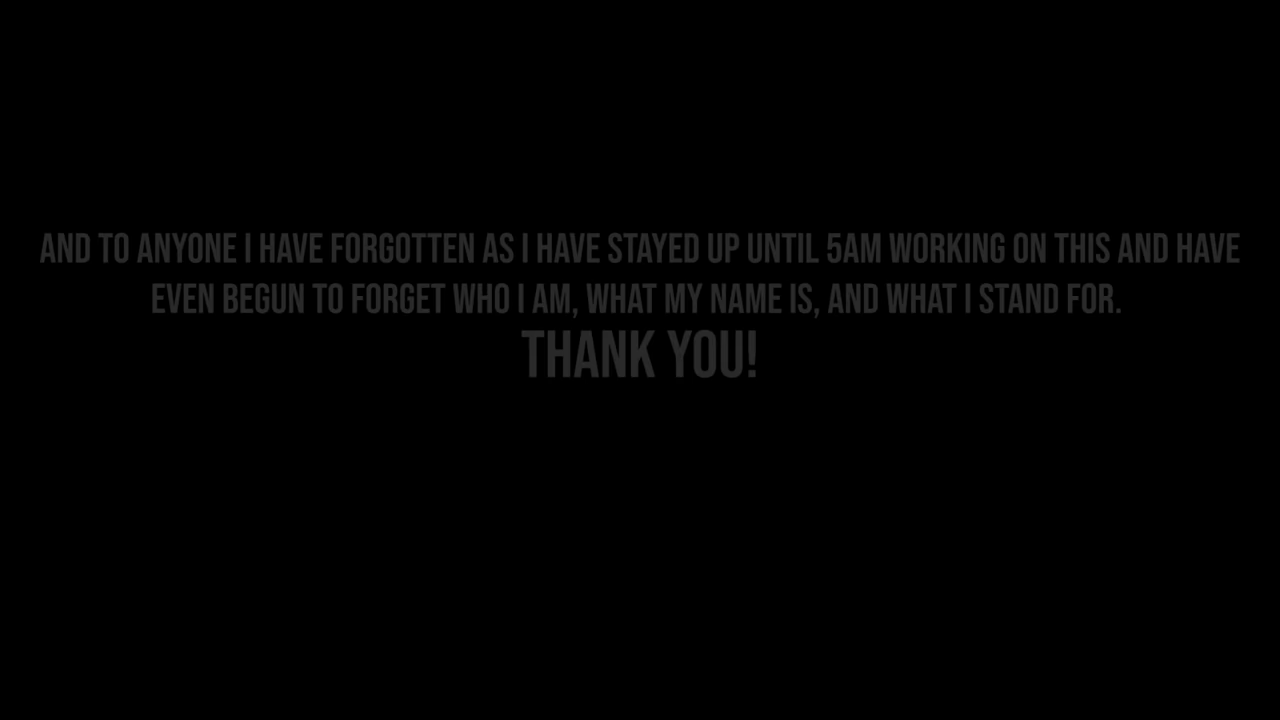 AND TO ANYONE I HAVE FORGOTTEN AS I HAVE STAYED UP UNTIL 5AM WORKING ON THIS AND HAVE
EVEN BEGUN TO FORGET WHO I AM, WHAT MY NAME IS, AND WHAT I STAND FOR.
THANK YOU!